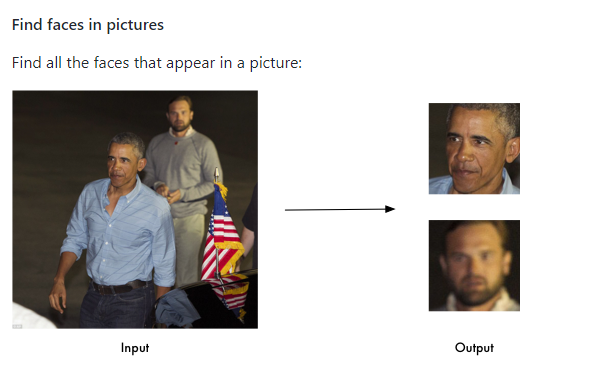 Find faces in pictures
Find all the faces that appear in a picture:
Input
Output